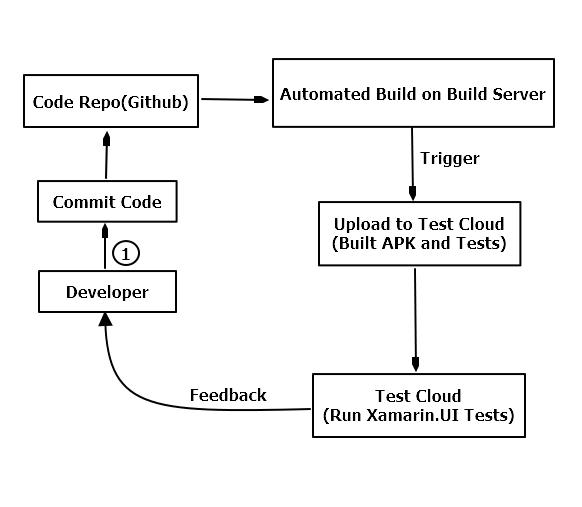 Code Repo(Github)
Automated Build on Build Server
Trigger
Commit Code
Upload to Test Cloud
(Built APK and Tests)
1
Developer
Feedback
Test Cloud
(Run Xamarin.UI Tests)